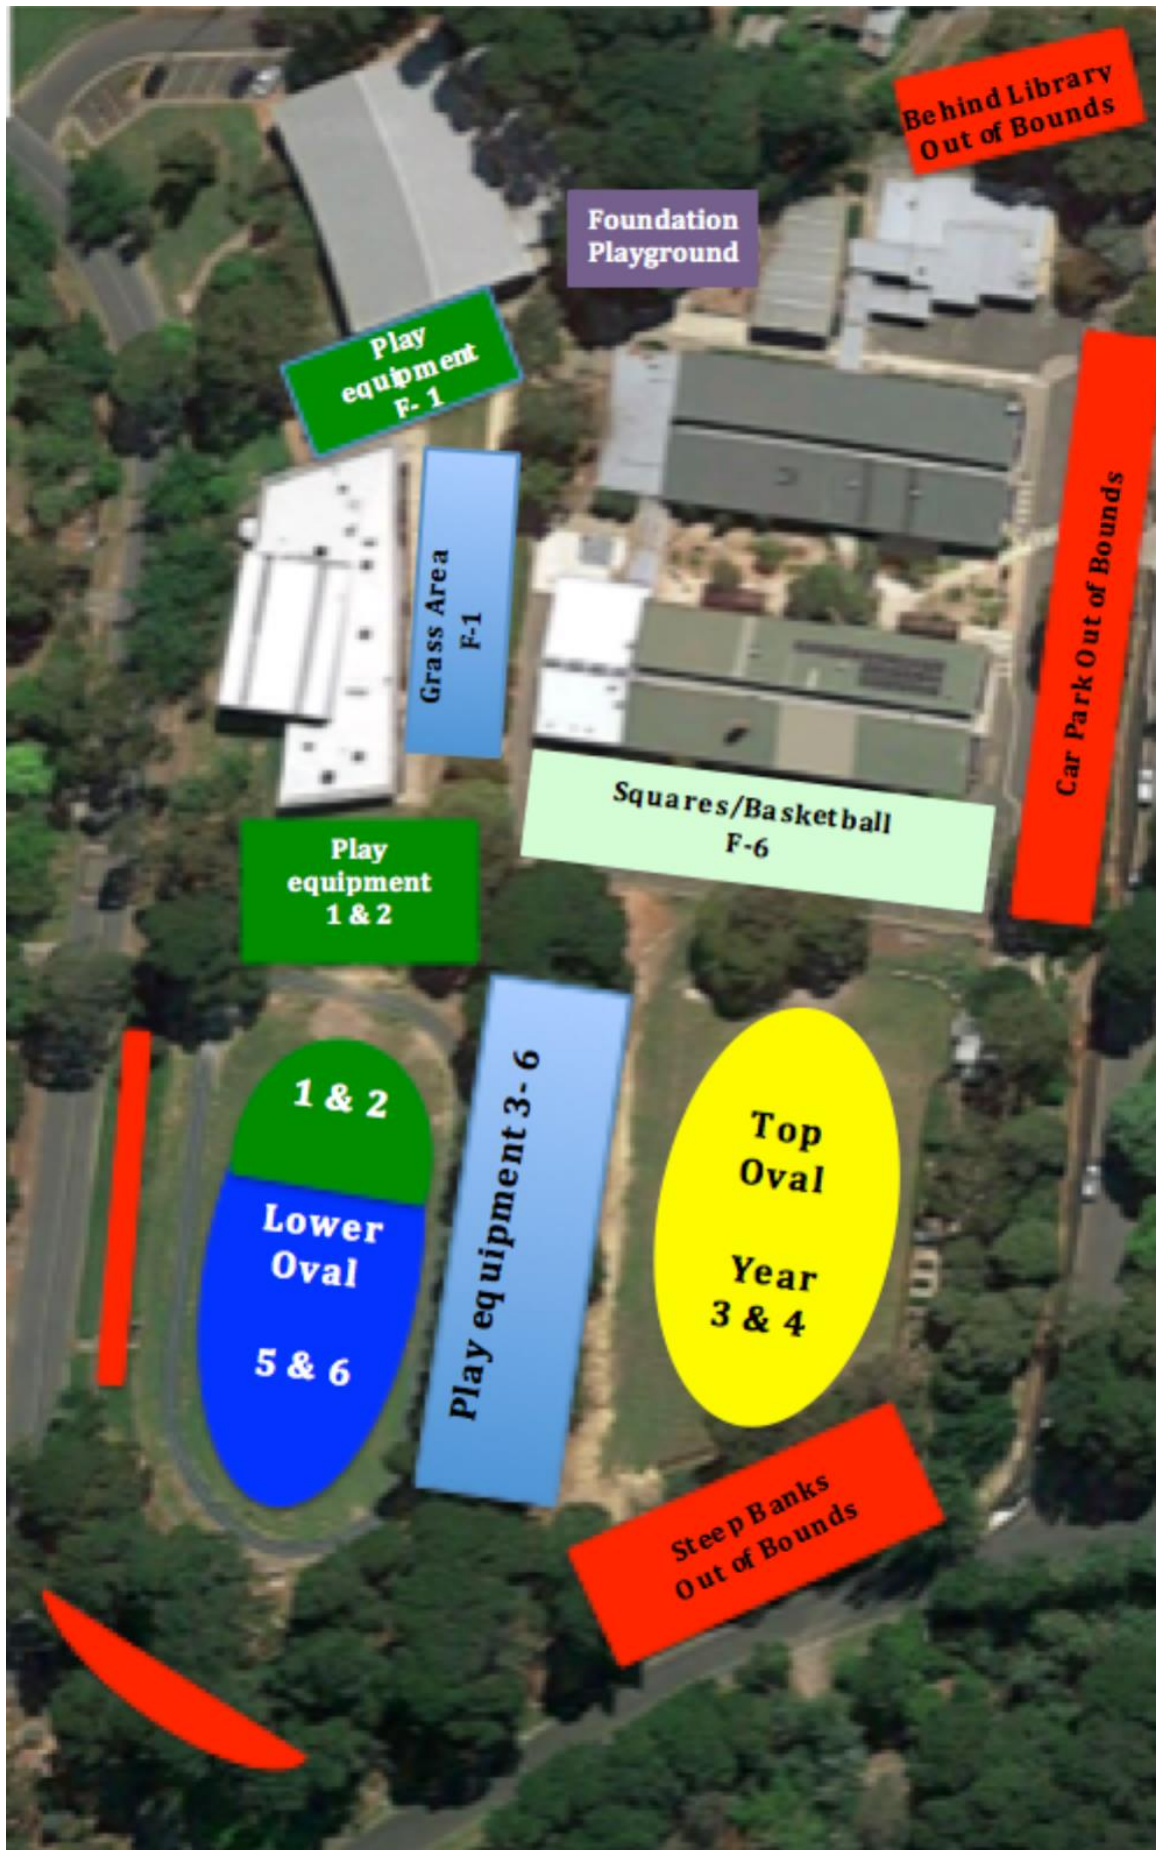 Behind Library
Out of Bounds
Foundation
Playground
Play
equipment
F- 1
Grass Area
F-1
Car Park Out of Bounds
Squares/Basketball
F-6
Play
equipment
1 & 2
1 & 2
Lower
Oval
5 & 6
Play equipment 3- 6
Top
Oval
Year
3 & 4
Steep Banks
Out of Bounds